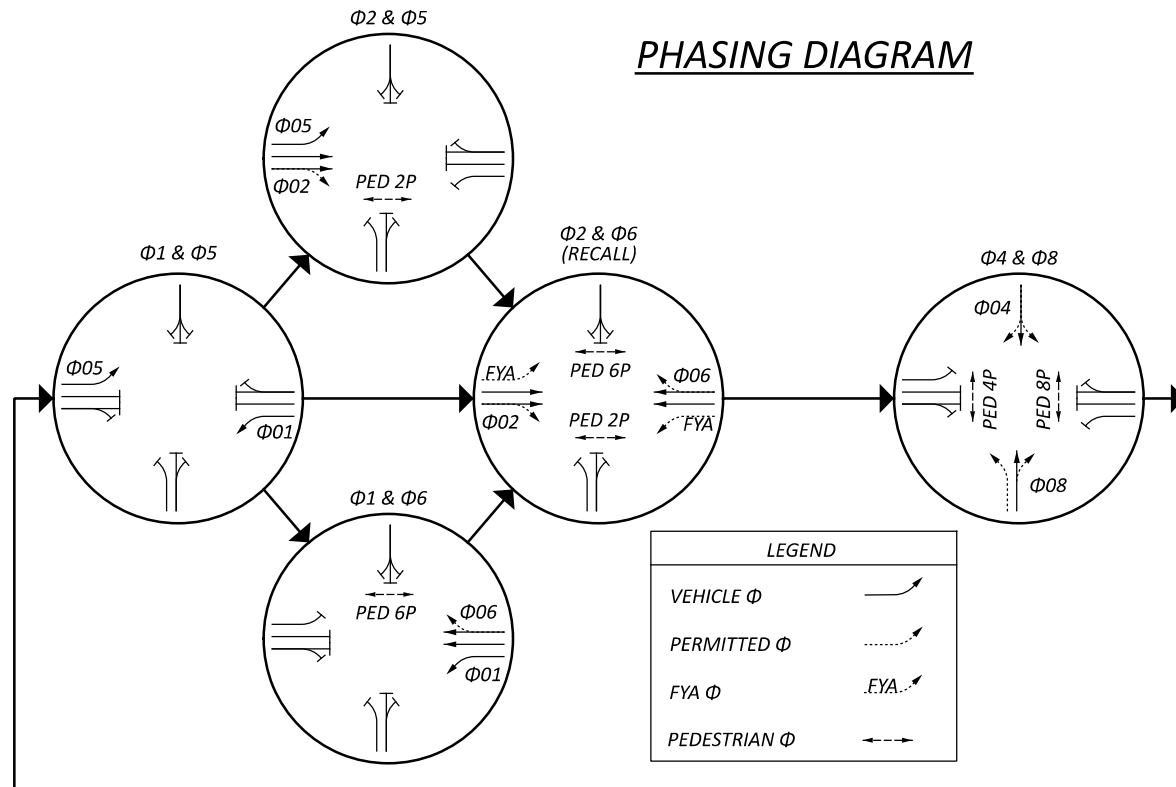 PHASING DIAGRAM
Φ2 & Φ5
Φ05
Φ02
PED 2P
Φ1 & Φ5
Φ05
Φ01
Φ2 & Φ6
(RECALL)
PED 6P
FYA
Φ06
Φ02
PED 2P
FYA
Φ4 & Φ8
Φ04
PED 4P
PED 8P
Φ08
Φ1 & Φ6
PED 6P
Φ06
Φ01
LEGEND
VEHICLE Φ
PERMITTED Φ
FYA Φ
FYA
PEDESTRIAN Φ